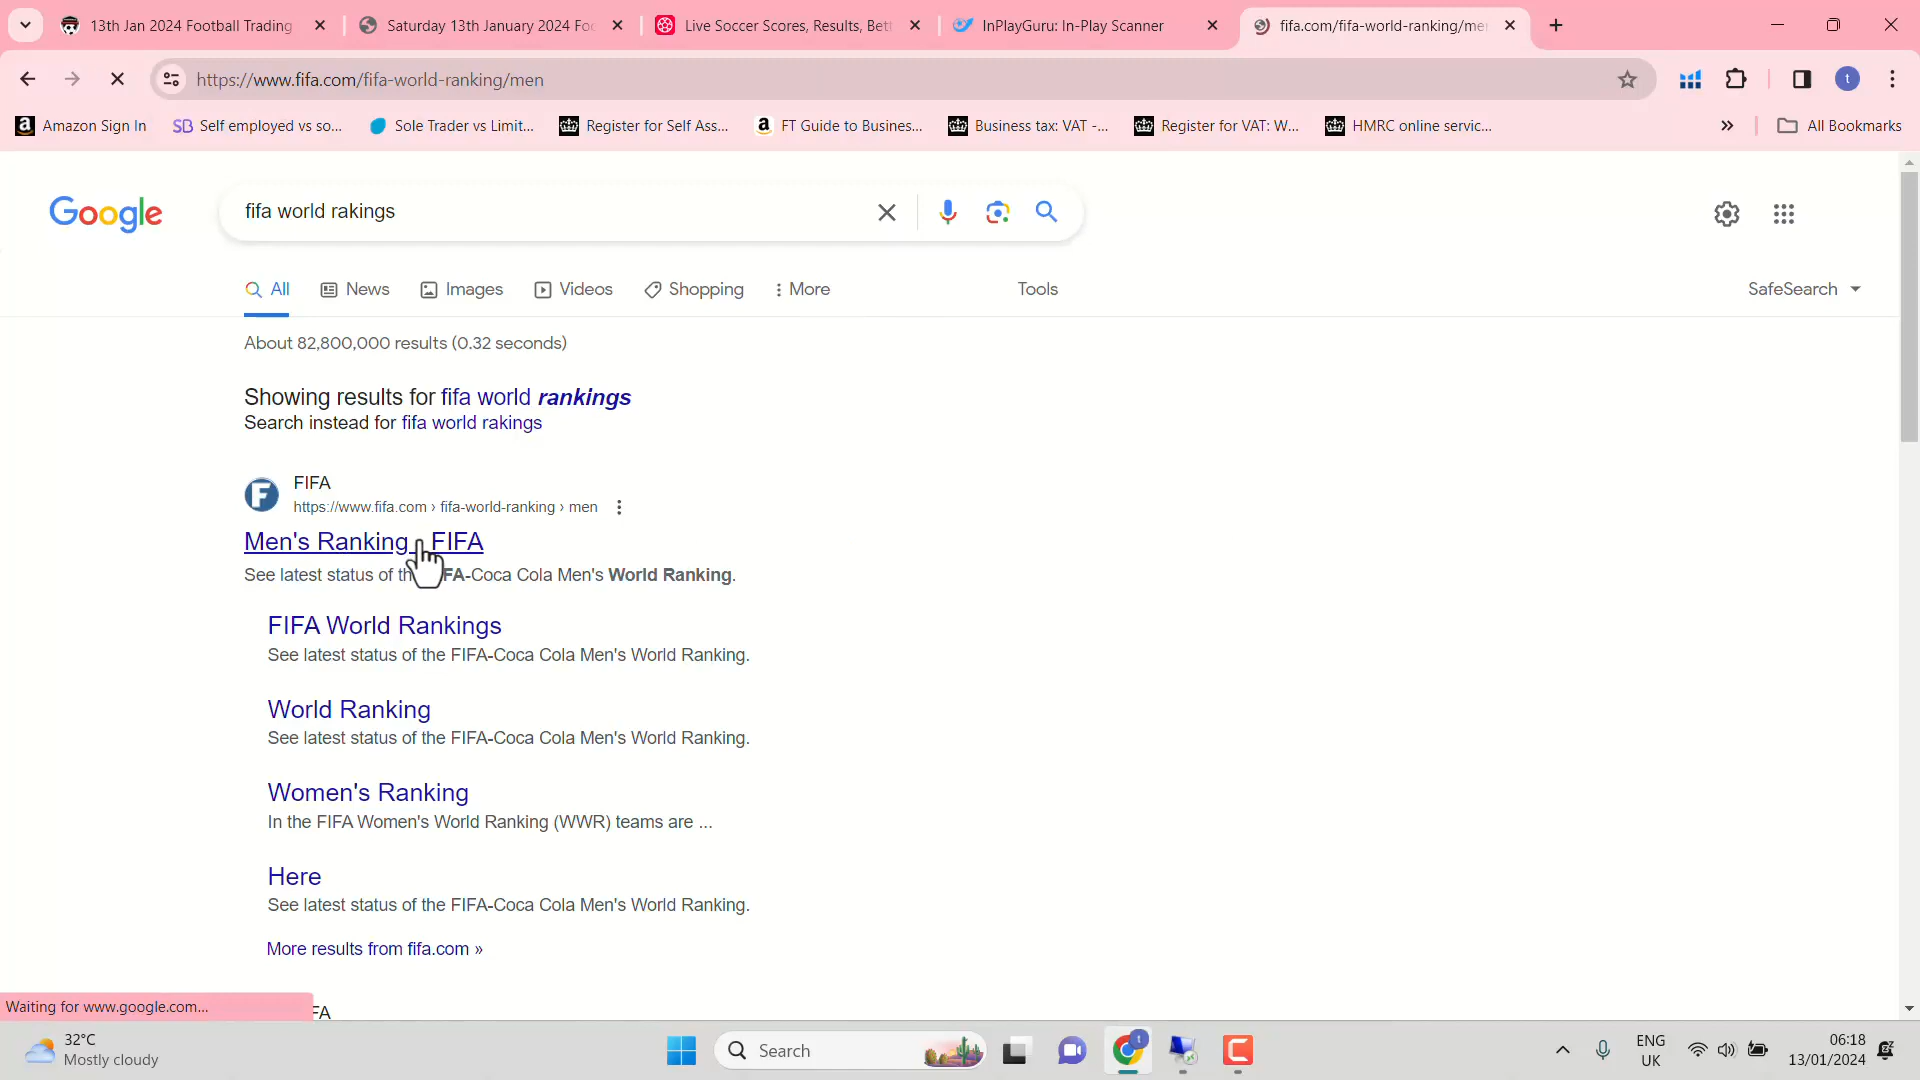 13th Jan 2024 Football Trading
Saturday 13th January 2024 Foo
Live Soccer Scores, Results, Bett
InPlayGuru: In-Play Scanner
fifa.com/fifa-world-ranking/men
https://www.fifa.com/fifa-world-ranking/men
t
Amazon Sign In
SB Self employed vs so...
Sole Trader vs Limit...
Register for Self Ass...
FT Guide to Busines...
Business tax: VAT -...
Register for VAT: W...
HMRC online servic...
All Bookmarks
Google
fifa world rakings
All
News
Images
Videos
Shopping
More
Tools
SafeSearch
About 82,800,000 results (0.32 seconds)
Showing results for fifa world rankings
Search instead for fifa world rakings
FIFA
https://www.fifa.com › fifa-world-ranking › men
Men's Ranking FIFA
See latest status of th FA-Coca Cola Men's World Ranking.
FIFA World Rankings
See latest status of the FIFA-Coca Cola Men's World Ranking.
World Ranking
See latest status of the FIFA-Coca Cola Men's World Ranking.
Women's Ranking
In the FIFA Women's World Ranking (WWR) teams are ...
Here
See latest status of the FIFA-Coca Cola Men's World Ranking.
More results from fifa.com »
Waiting for www.google.com...
FA
32°C
Mostly cloudy
Search
ENG
UK
06:18
13/01/2024